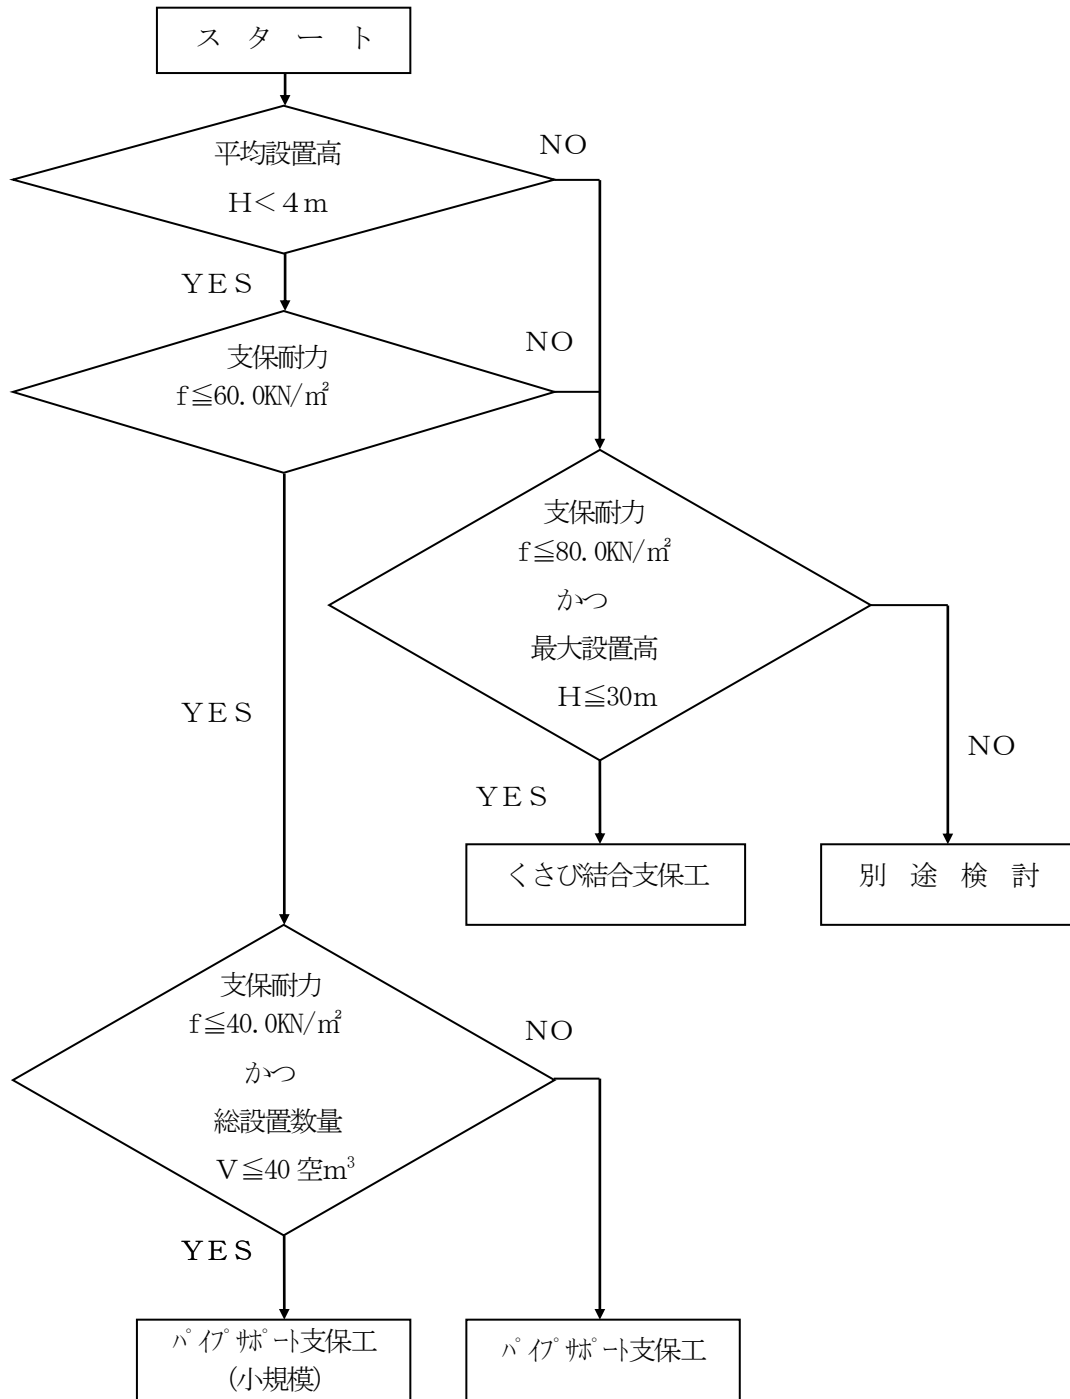 スタート
平均設置高
H＜４m
NO
YES
支保耐力
f≦60.0KN/㎡
NO
支保耐力
f≦80.0KN/㎡
かつ
最大設置高
H≦30m
YES
NO
YES
くさび結合支保工
別途検討
支保耐力
f≦40.0KN/㎡
かつ
総設置数量
V≦40 空m³
NO
YES
ﾊﾟｲﾌﾟｻﾎﾟｰﾄ支保工
(小規模)
ﾊﾟｲﾌﾟｻﾎﾟｰﾄ支保工